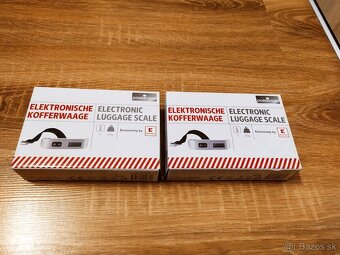 ELEKTRONISCHE
KOFFERWAAGE
ELECTRONIC
LUGGAGE SCALE
Exclusively by
K
ELEKTRONISCHE
KOFFERWAAGE
ELECTRONIC
LUGGAGE SCALE
Exclusively by
K
Bazos.sk